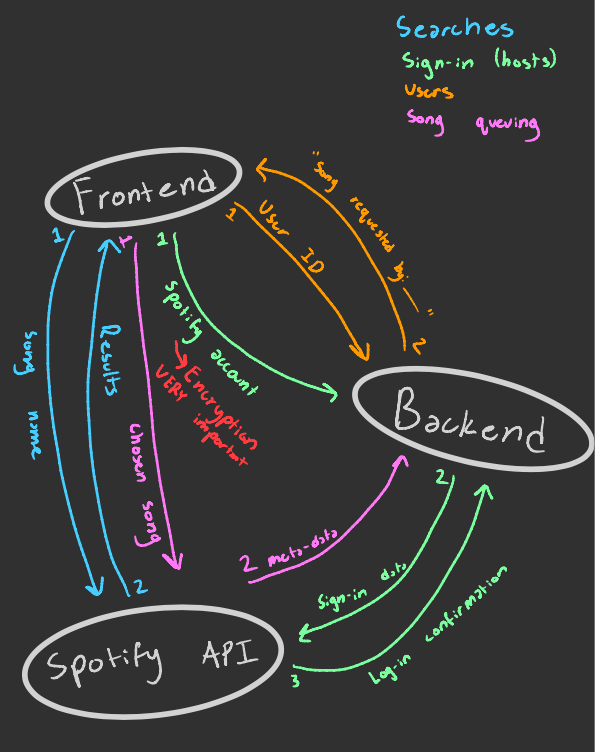 Searches
Sign-in (hosts)
Users
Song queuing
Frontend
"Song requested by: __"
1
User ID
2
1
1
1
Spotify account
→ Encryption
VERY important
song name
Results
chosen song
Backend
2
2 meta-data
2
Sign-in data
Log-in confirmation
3
Spotify API